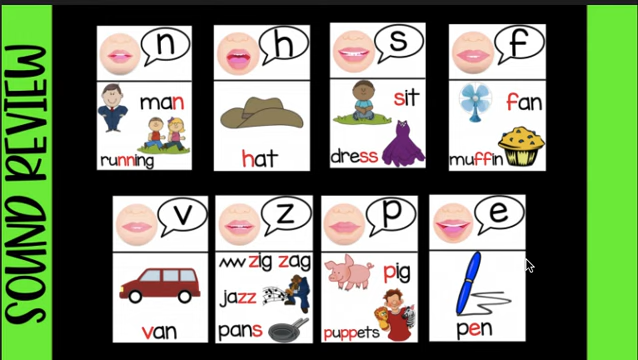 SOUND REVIEW
n
man
running
h
hat
s
sit
dress
f
fan
muffin
v
van
z
zig zag
jazz
pans
p
pig
puppets
e
pen